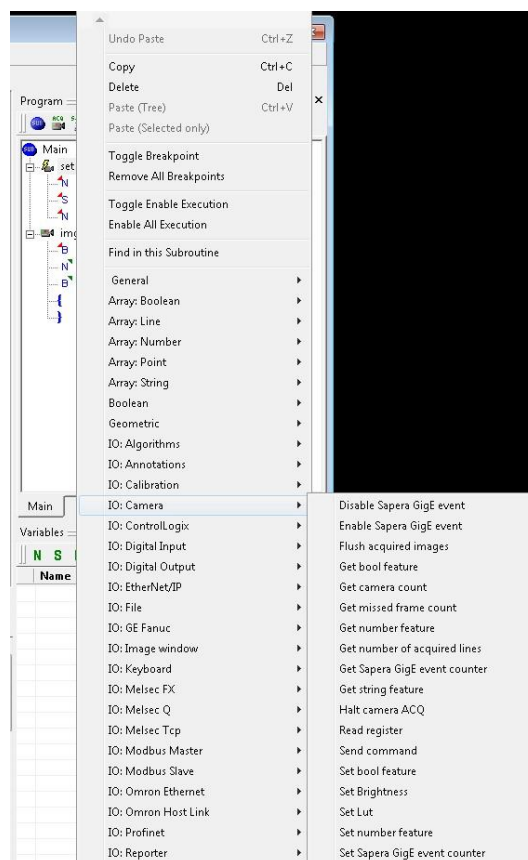 Undo Paste Ctrl+Z
Copy Ctrl+C
Delete Del
Paste (Tree) Ctrl+V
Paste (Selected only)
Toggle Breakpoint
Remove All Breakpoints
Toggle Enable Execution
Enable All Execution
Find in this Subroutine
General
Array: Boolean
Array: Line
Array: Number
Array: Point
Array: String
Boolean
Geometric
IO: Algorithms
IO: Annotations
IO: Calibration
IO: Camera
IO: ControlLogix
IO: Digital Input
IO: Digital Output
IO: EtherNet/IP
IO: File
IO: GE Fanuc
IO: Image window
IO: Keyboard
IO: Melsec FX
IO: Melsec Q
IO: Melsec Tcp
IO: Modbus Master
IO: Modbus Slave
IO: Omron Ethernet
IO: Omron Host Link
IO: Profinet
IO: Reporter
Disable Sapera GigE event
Enable Sapera GigE event
Flush acquired images
Get bool feature
Get camera count
Get missed frame count
Get number feature
Get number of acquired lines
Get Sapera GigE event counter
Get string feature
Halt camera ACQ
Read register
Send command
Set bool feature
Set Brightness
Set Lut
Set number feature
Set Sapera GigE event counter
Program
SUB ACQ
SUB Main
set
N
S
N
img
B
N
B
{
}
Main
Variables
N S
Name